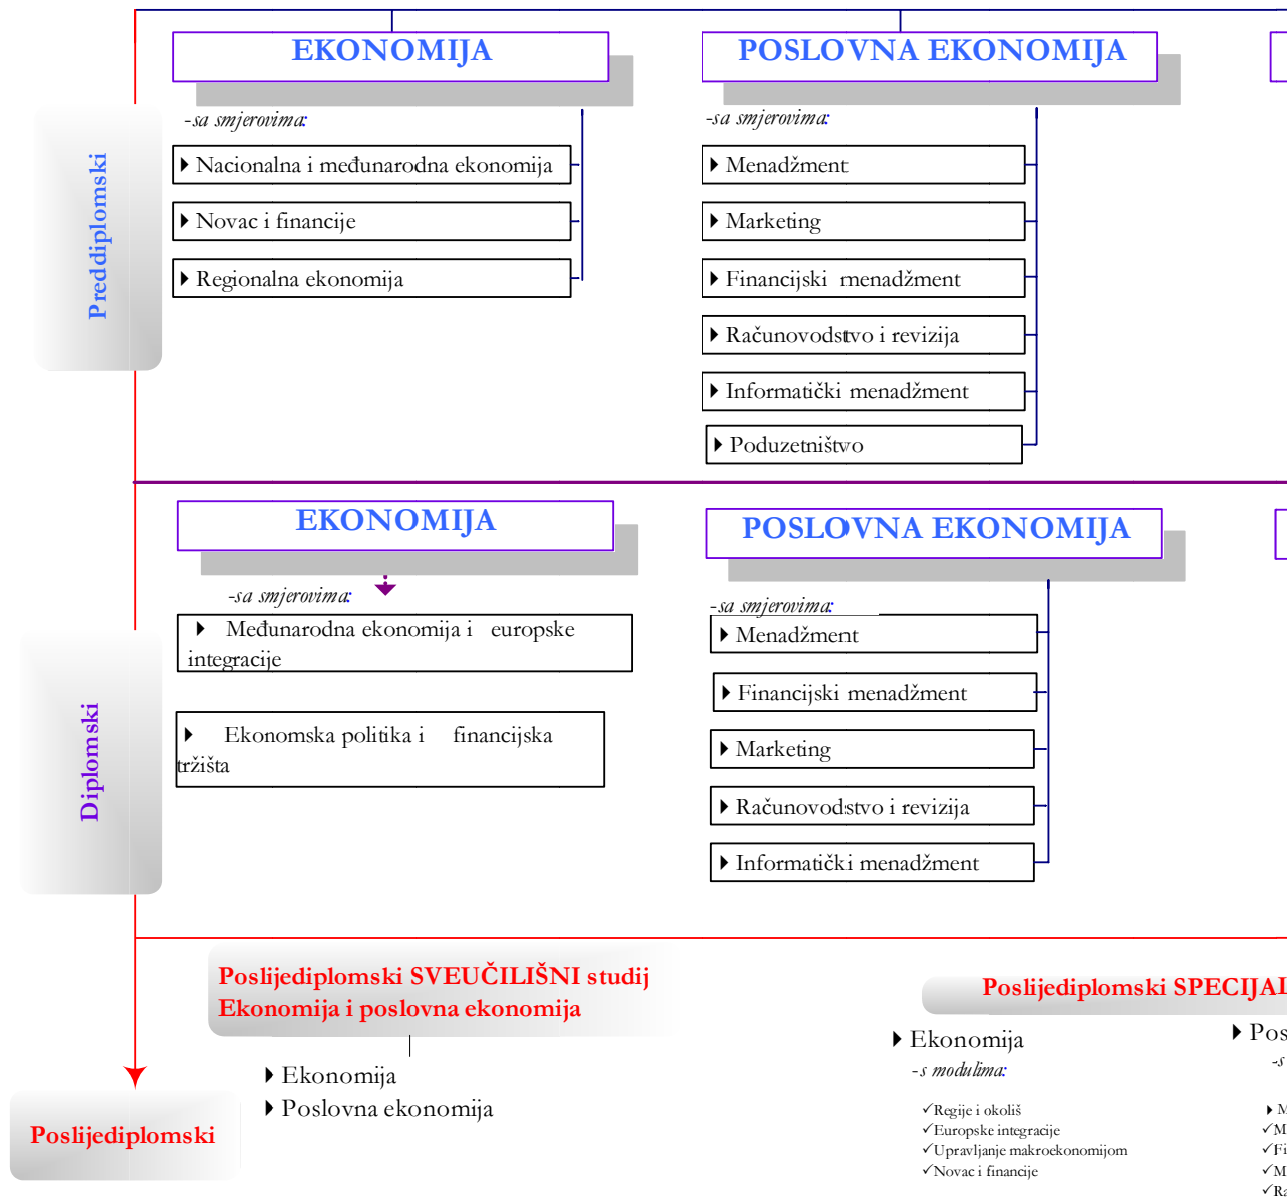 EKONOMIJA
-sa smjerovima:
Nacionalna i međunarodna ekonomija
Novac i financije
Regionalna ekonomija
POSLOVNA EKONOMIJA
-sa smjerovima:
Menadžment
Marketing
Financijski menadžment
Računovodstvo i revizija
Informatički menadžment
Poduzetništvo
Preddiplomski
EKONOMIJA
-sa smjerovima:
Međunarodna ekonomija i europske
integracije
Ekonomska politika i financijska
tržišta
POSLOVNA EKONOMIJA
-sa smjerovima:
Menadžment
Financijski menadžment
Marketing
Računovodstvo i revizija
Informatički menadžment
Diplomski
Poslijediplomski SVEUČILIŠNI studij
Ekonomija i poslovna ekonomija
Ekonomija
Poslovna ekonomija
Poslijediplomski
Poslijediplomski SPECIJAL
Ekonomija
-s modulima:
✓Regije i okoliš
✓Europske integracije
✓Upravljanje makroekonomijom
✓Novac i financije
Pos
-s
M
✓M
✓Fi
✓M
✓Ra